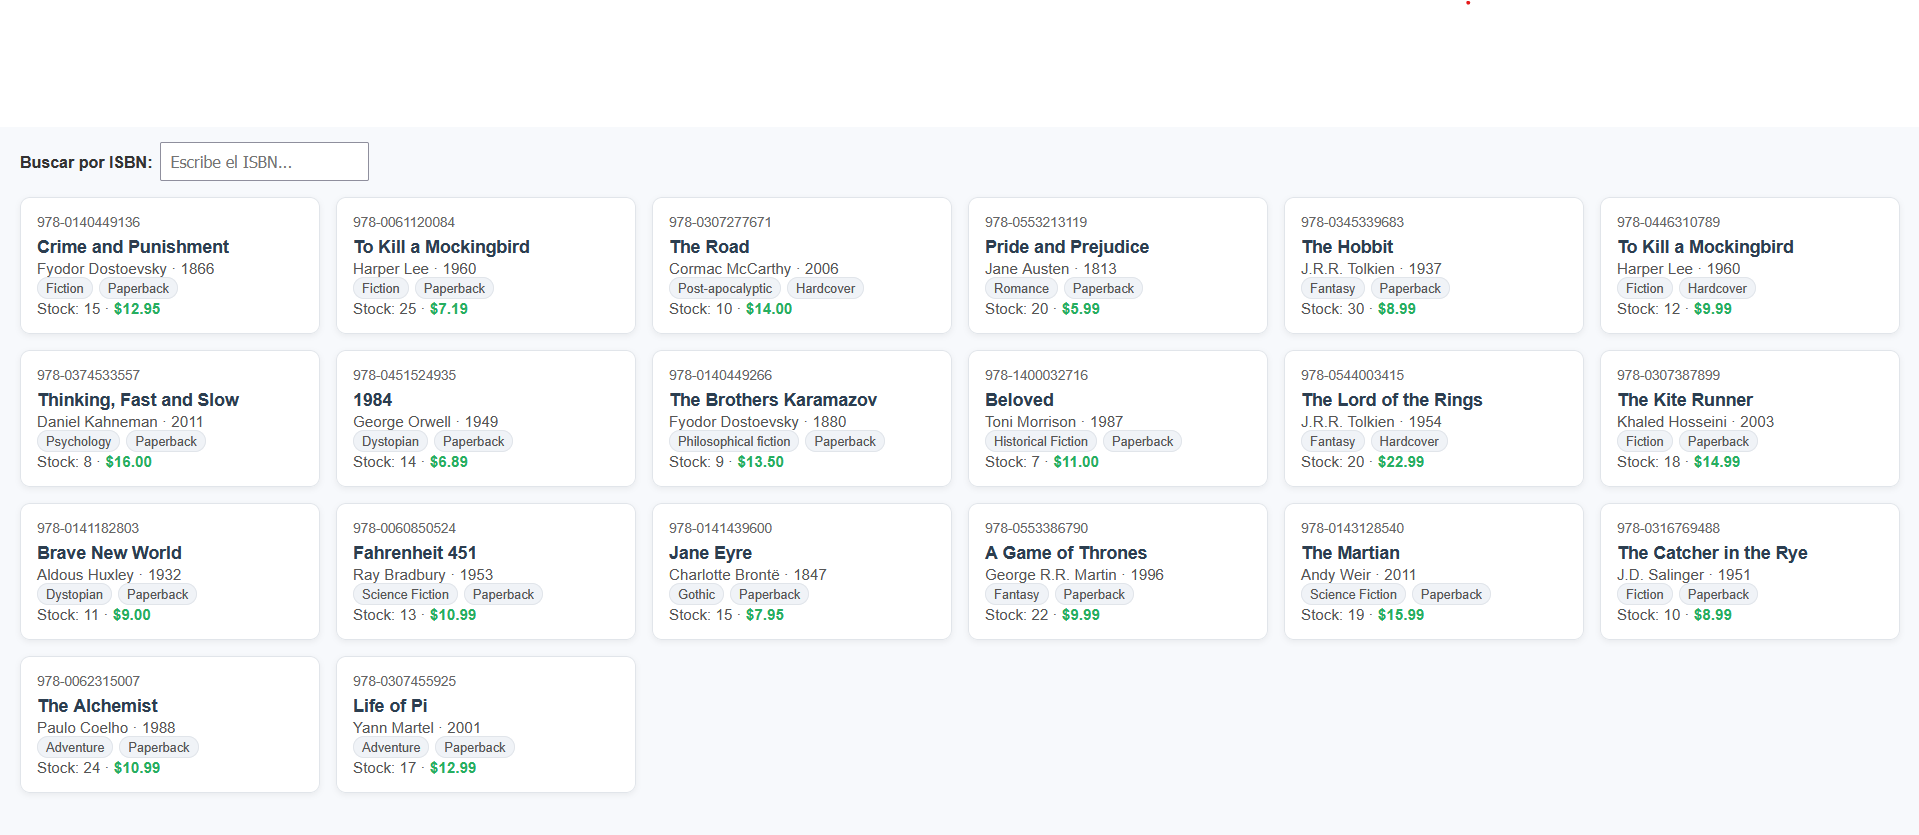 Buscar por ISBN: Escribe el ISBN...
978-0140449136
Crime and Punishment
Fyodor Dostoevsky · 1866
Fiction Paperback
Stock: 15 · $12.95
978-0061120084
To Kill a Mockingbird
Harper Lee · 1960
Fiction Paperback
Stock: 25 · $7.19
978-0307277671
The Road
Cormac McCarthy · 2006
Post-apocalyptic Hardcover
Stock: 10 · $14.00
978-0553213119
Pride and Prejudice
Jane Austen · 1813
Romance Paperback
Stock: 20 · $5.99
978-0345339683
The Hobbit
J.R.R. Tolkien · 1937
Fantasy Paperback
Stock: 30 · $8.99
978-0446310789
To Kill a Mockingbird
Harper Lee · 1960
Fiction Hardcover
Stock: 12 · $9.99
978-0374533557
Thinking, Fast and Slow
Daniel Kahneman · 2011
Psychology Paperback
Stock: 8 · $16.00
978-0451524935
1984
George Orwell · 1949
Dystopian Paperback
Stock: 14 · $6.89
978-0140449266
The Brothers Karamazov
Fyodor Dostoevsky · 1880
Philosophical fiction Paperback
Stock: 9 · $13.50
978-1400032716
Beloved
Toni Morrison · 1987
Historical Fiction Paperback
Stock: 7 · $11.00
978-0544003415
The Lord of the Rings
J.R.R. Tolkien · 1954
Fantasy Hardcover
Stock: 20 · $22.99
978-0307387899
The Kite Runner
Khaled Hosseini · 2003
Fiction Paperback
Stock: 18 · $14.99
978-0141182803
Brave New World
Aldous Huxley · 1932
Dystopian Paperback
Stock: 11 · $9.00
978-0060850524
Fahrenheit 451
Ray Bradbury · 1953
Science Fiction Paperback
Stock: 13 · $10.99
978-0141439600
Jane Eyre
Charlotte Brontë · 1847
Gothic Paperback
Stock: 15 · $7.95
978-0553386790
A Game of Thrones
George R.R. Martin · 1996
Fantasy Paperback
Stock: 22 · $9.99
978-0143128540
The Martian
Andy Weir · 2011
Science Fiction Paperback
Stock: 19 · $15.99
978-0316769488
The Catcher in the Rye
J.D. Salinger · 1951
Fiction Paperback
Stock: 10 · $8.99
978-0062315007
The Alchemist
Paulo Coelho · 1988
Adventure Paperback
Stock: 24 · $10.99
978-0307455925
Life of Pi
Yann Martel · 2001
Adventure Paperback
Stock: 17 · $12.99